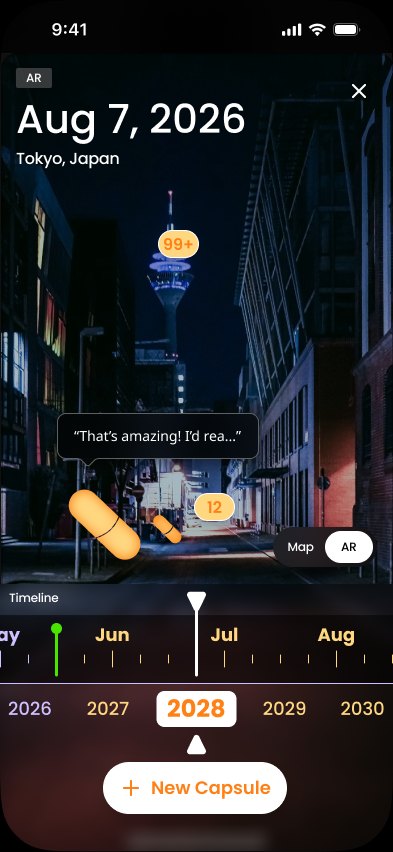 9:41
AR
Aug 7, 2026
Tokyo, Japan
99+
“That’s amazing! I’d rea...”
12
Map AR
Timeline
ay Jun Jul Aug
2026 2027 2028 2029 2030
+ New Capsule